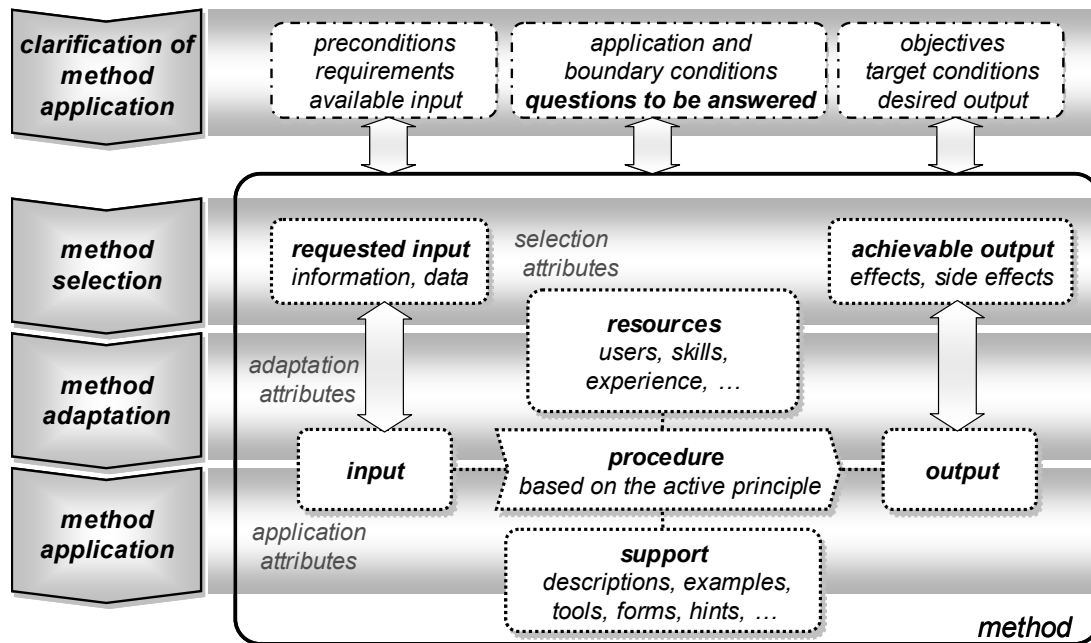 clarification of
method
application
preconditions
requirements
available input
application and
boundary conditions
questions to be answered
objectives
target conditions
desired output
method
selection
requested input
information, data
selection
attributes
achievable output
effects, side effects
resources
users, skills,
experience, …
method
adaptation
adaptation
attributes
input
procedure
based on the active principle
output
method
application
application
attributes
support
descriptions, examples,
tools, forms, hints, …
method